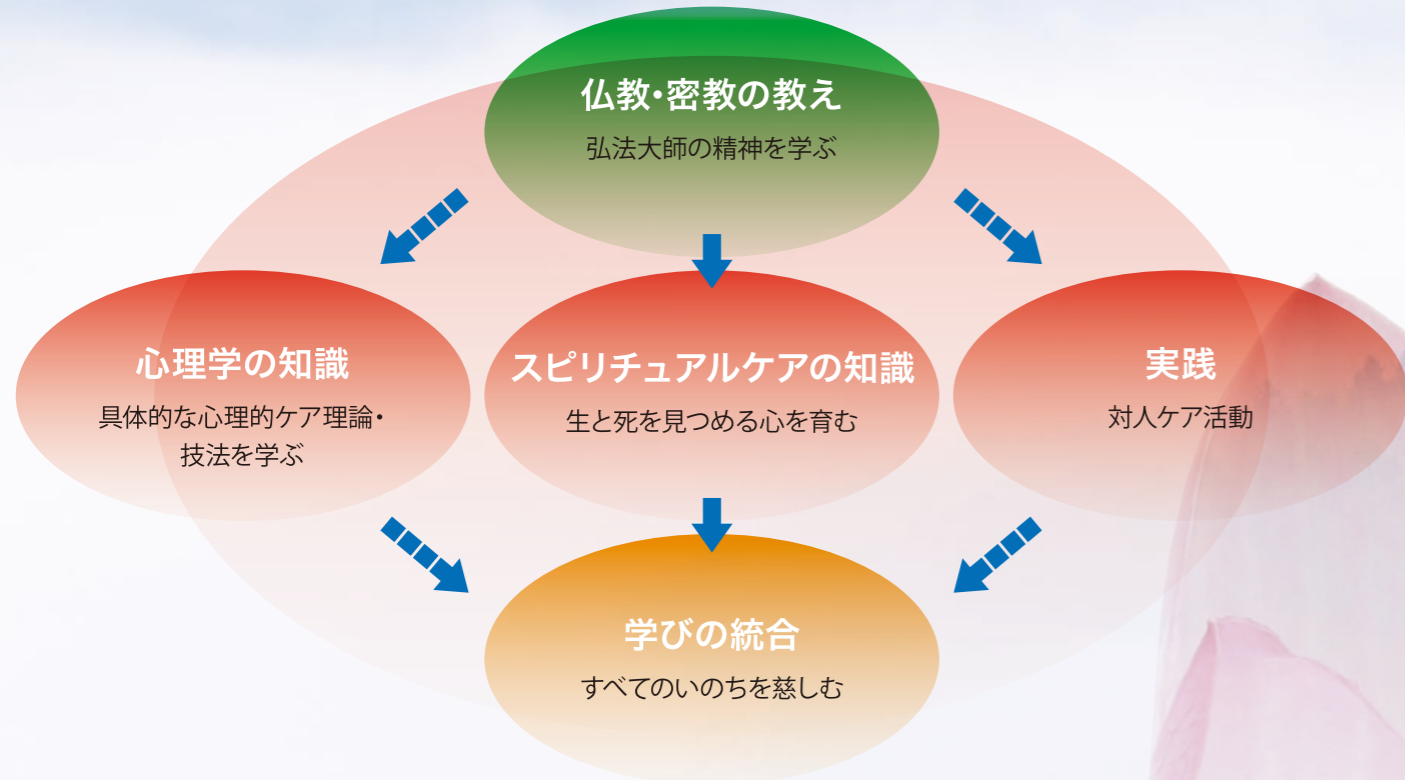 仏教・密教の教え
弘法大師の精神を学ぶ
心理学の知識
具体的な心理的ケア理論・
技法を学ぶ
スピリチュアルケアの知識
生と死を見つめる心を育む
実践
対人ケア活動
学びの統合
すべてのいのちを慈しむ